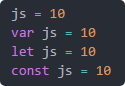 js = 10
var js = 10
let js = 10
const js = 10